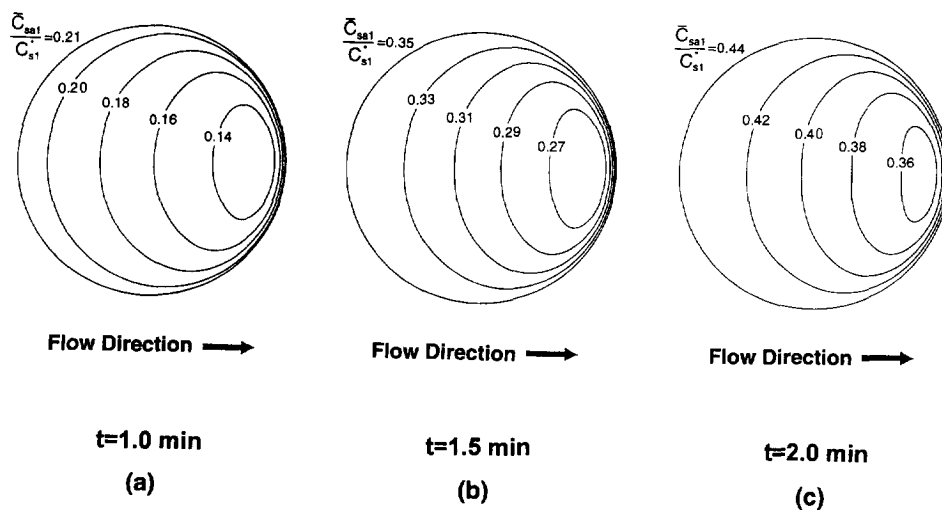 C̄sa1/C*s1=0.21
0.20
0.18
0.16
0.14
Flow Direction
t=1.0 min
(a)
C̄sa1/C*s1=0.35
0.33
0.31
0.29
0.27
Flow Direction
t=1.5 min
(b)
C̄sa1/C*s1=0.44
0.42
0.40
0.38
0.36
Flow Direction
t=2.0 min
(c)